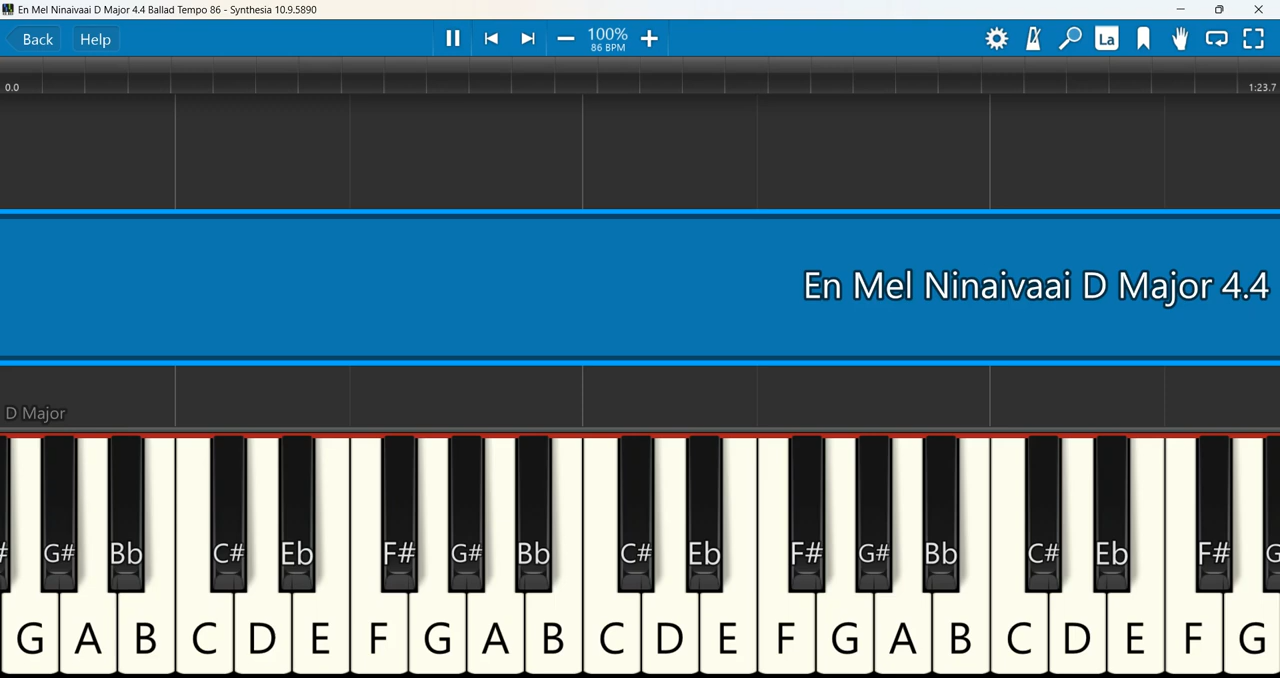 En Mel Ninaivaai D Major 4.4 Ballad Tempo 86 - Synthesia 10.9.5890
Back Help 100% La
86 BPM
0.0 1:23.7
En Mel Ninaivaai D Major 4.4
D Major
# G# Bb C# Eb F# G# Bb C# Eb F# G# Bb C# Eb F# G
G A B C D E F G A B C D E F G A B C D E F G